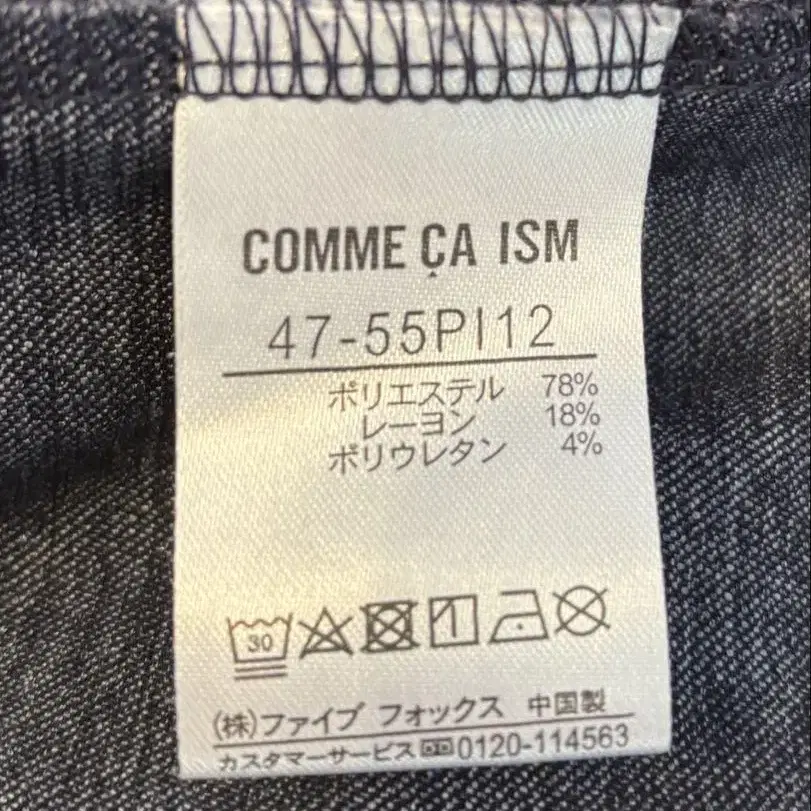 COMME ÇA ISM
47-55PI12
ポリエステル 78%
レーヨン 18%
ポリウレタン 4%
30
(株)ファイブ フォックス 中国製
カスタマーサービス 0120-114563